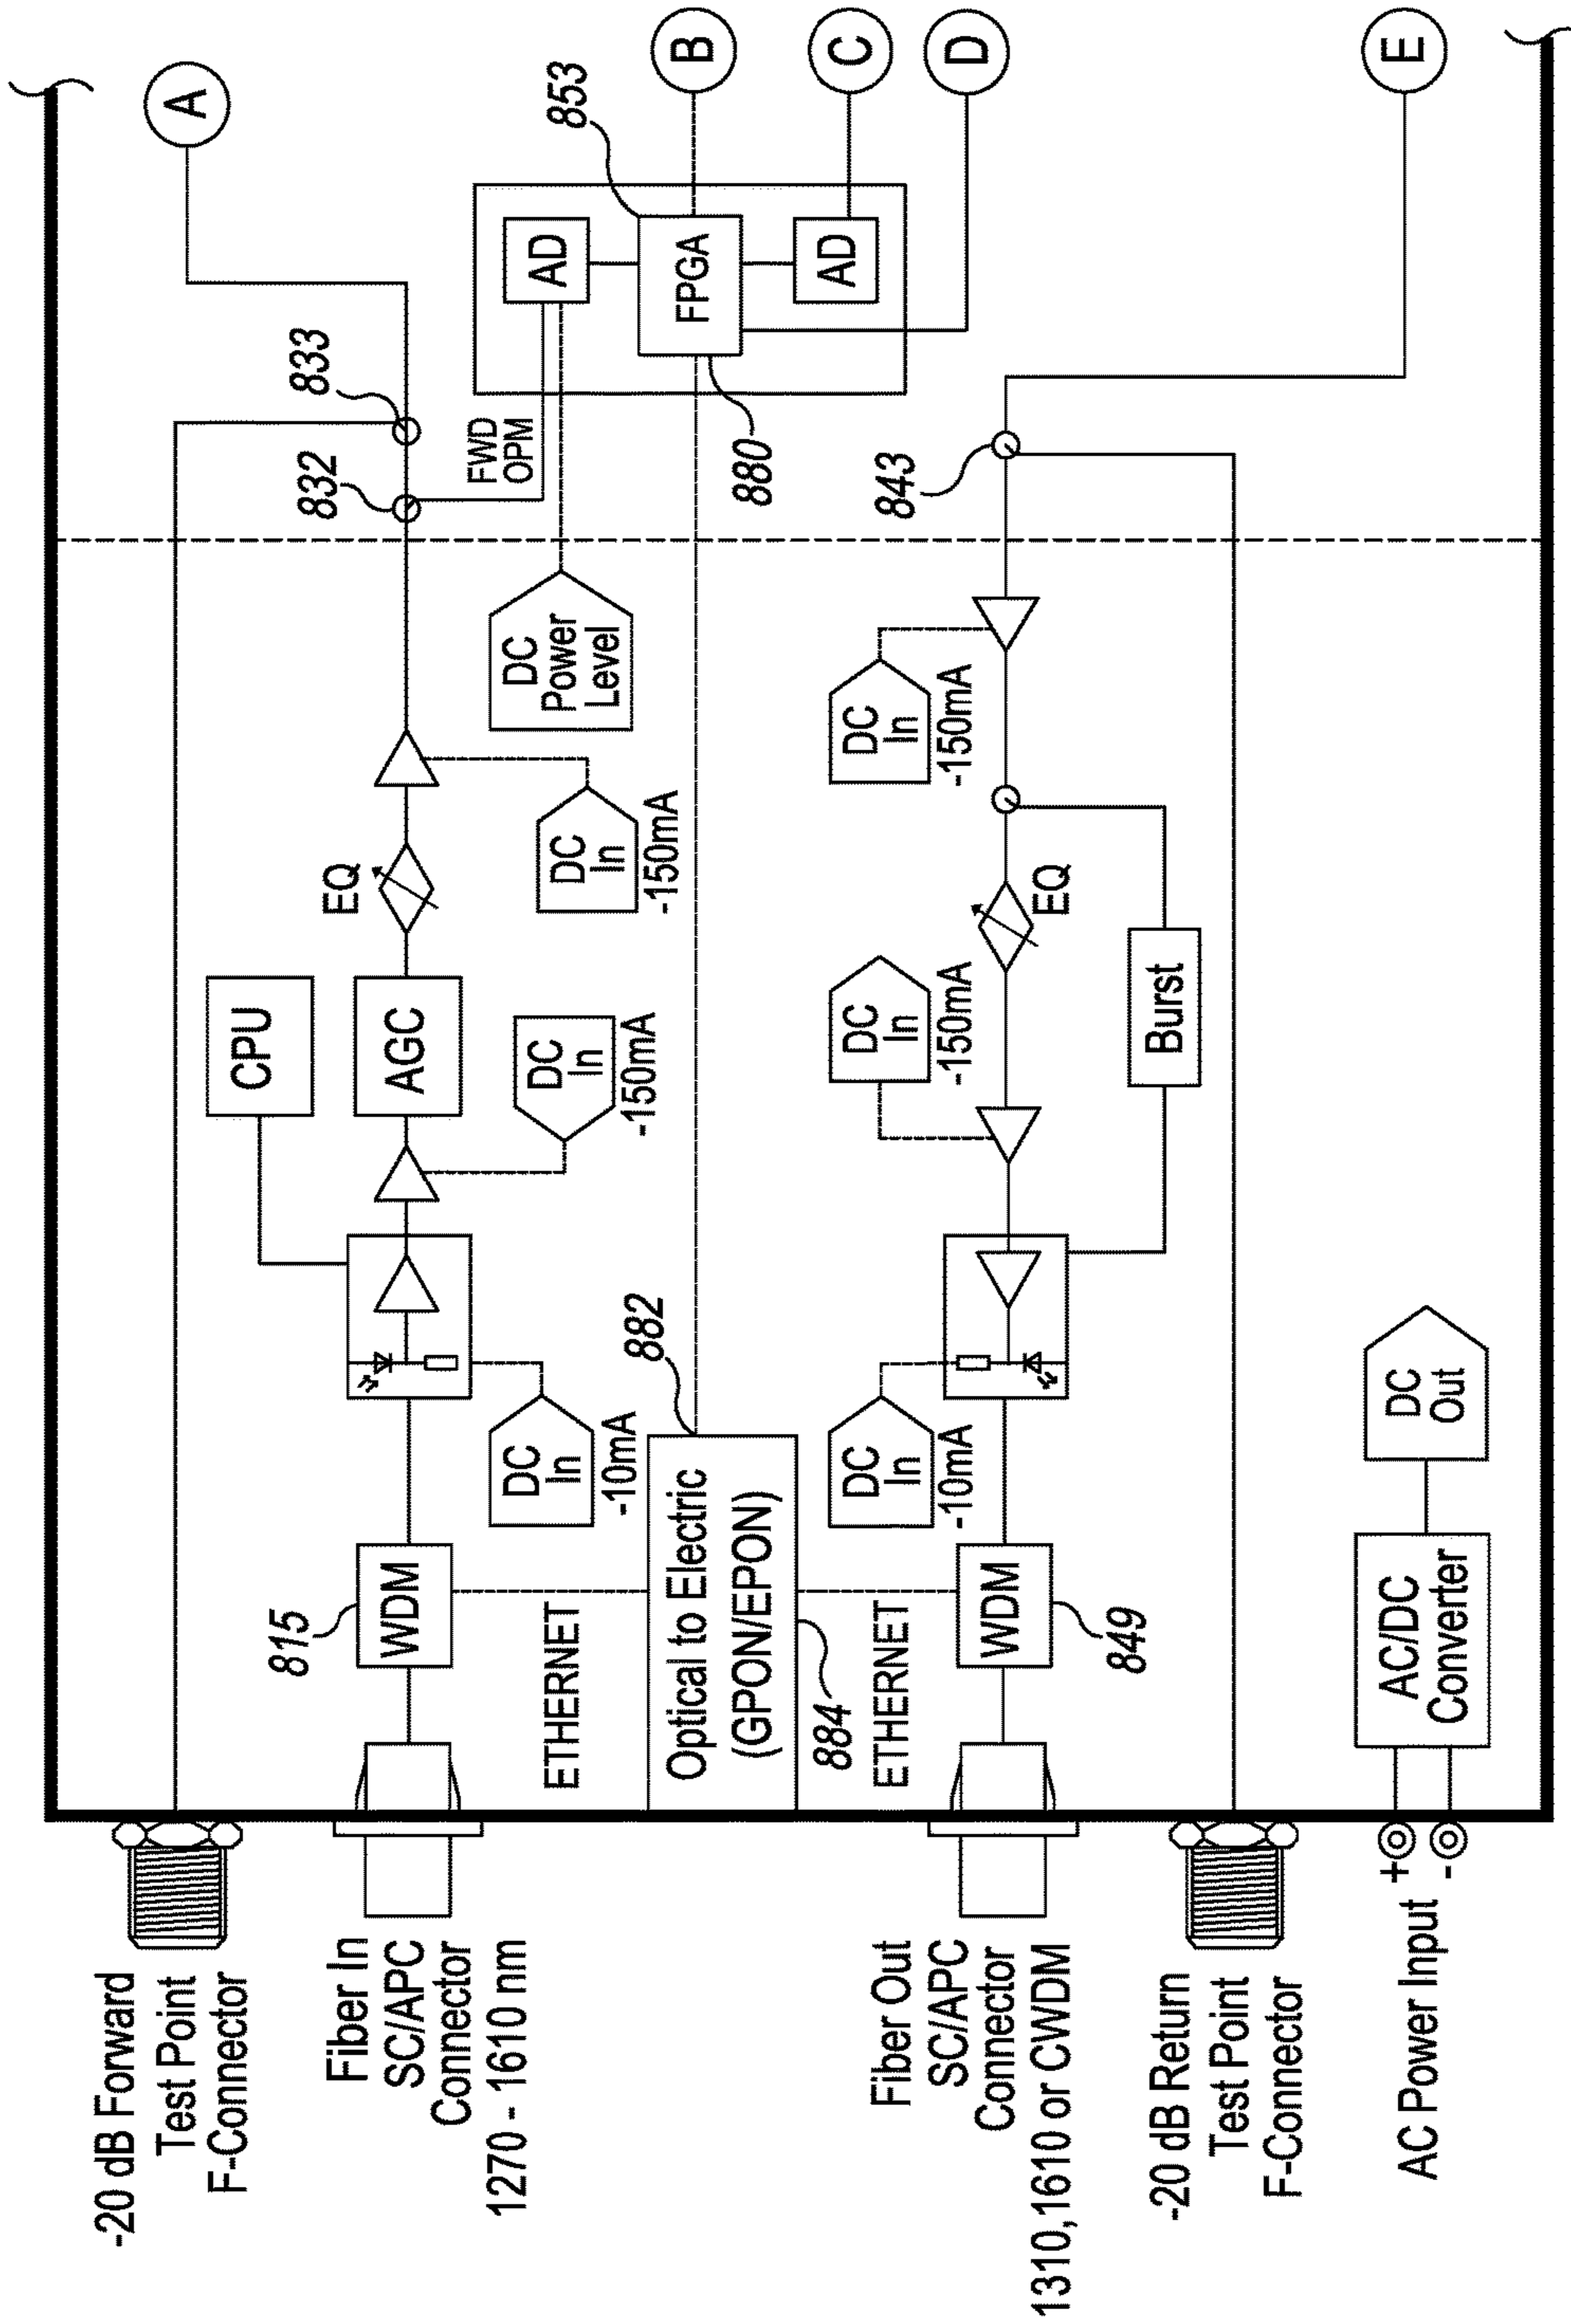 -20 dB Forward
Test Point
F-Connector
Fiber In
SC/APC
Connector
1270 - 1610 nm
Fiber Out
SC/APC
Connector
1310,1610 or CWDM
-20 dB Return
Test Point
F-Connector
AC Power Input
+
-
815
WDM
ETHERNET
Optical to Electric
(GPON/EPON)
882
884
ETHERNET
WDM
849
AC/DC
Converter
DC
Out
DC
In
-10mA
DC
In
-10mA
CPU
AGC
DC
In
-150mA
EQ
DC
In
-150mA
DC
Power
Level
DC
In
-150mA
EQ
DC
In
-150mA
Burst
832
833
FWD
OPM
AD
FPGA
AD
853
880
843
A
B
C
D
E